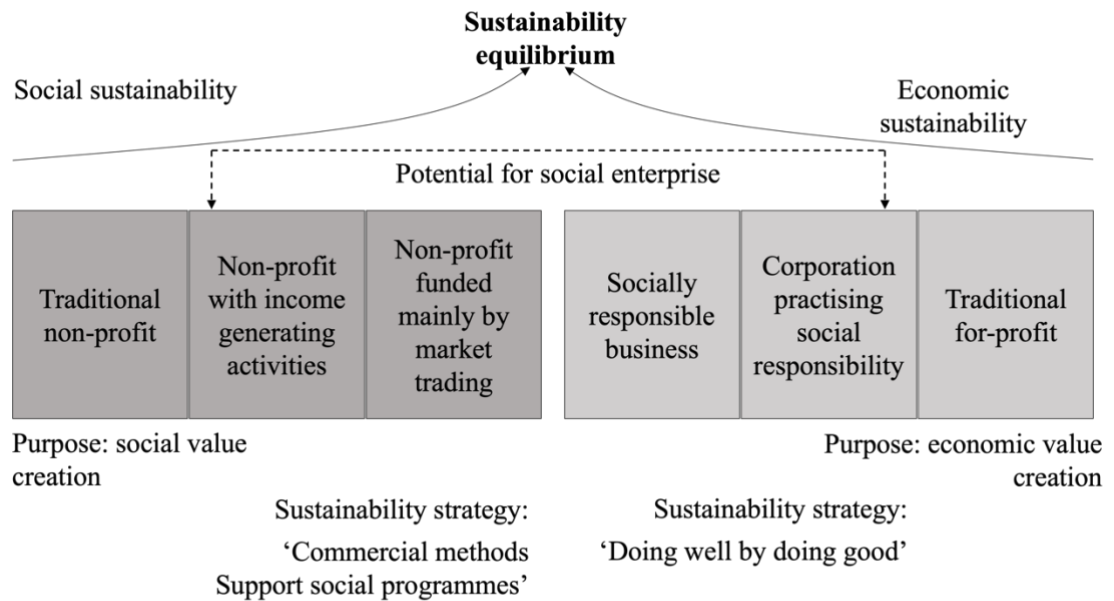 Sustainability
equilibrium
Social sustainability
Economic
sustainability
Potential for social enterprise
Traditional
non-profit
Non-profit
with income
generating
activities
Non-profit
funded
mainly by
market
trading
Socially
responsible
business
Corporation
practising
social
responsibility
Traditional
for-profit
Purpose: social value
creation
Purpose: economic value
creation
Sustainability strategy:
‘Commercial methods
Support social programmes’
Sustainability strategy:
‘Doing well by doing good’